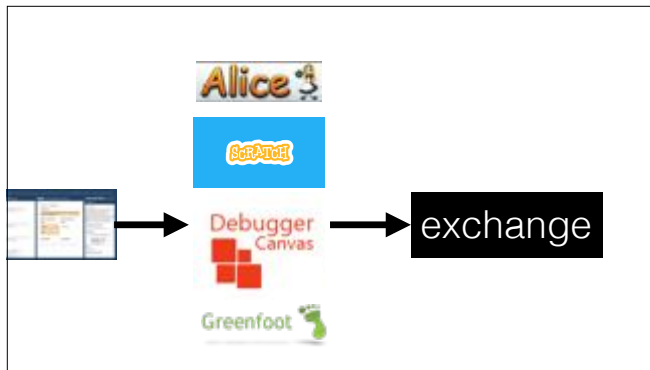 Alice
SCRATCH
Debugger
Canvas
exchange
Greenfoot